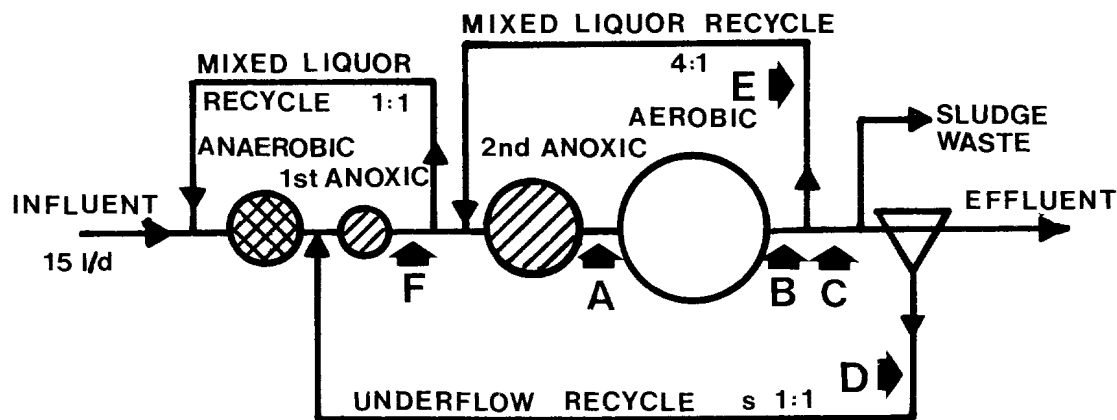 MIXED LIQUOR RECYCLE
4:1
MIXED LIQUOR
RECYCLE 1:1
E
AEROBIC
SLUDGE
WASTE
ANAEROBIC
1st ANOXIC
2nd ANOXIC
INFLUENT
EFFLUENT
15 l/d
F
A
B
C
D
UNDERFLOW RECYCLE s 1:1